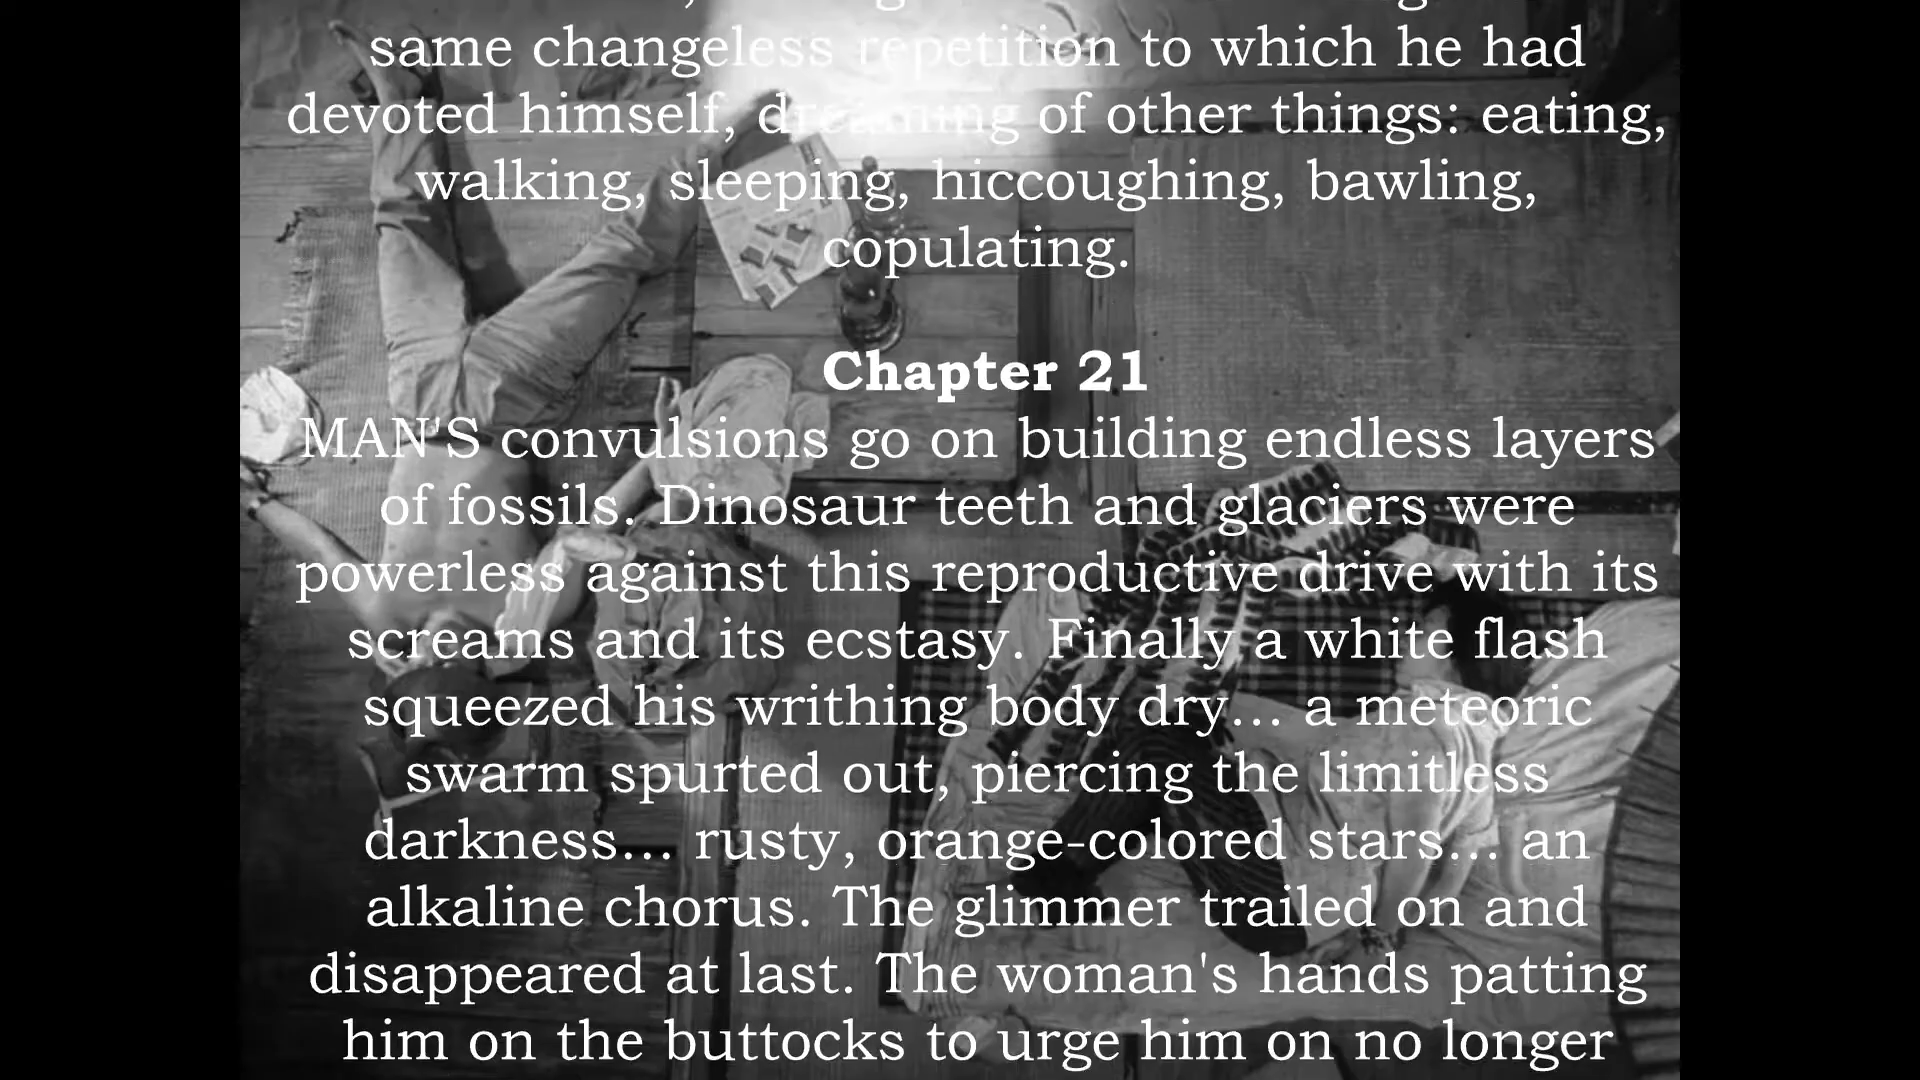 same changeless repetition to which he had
devoted himself, dreaming of other things: eating,
walking, sleeping, hiccoughing, bawling,
copulating.
Chapter 21
MAN'S convulsions go on building endless layers
of fossils. Dinosaur teeth and glaciers were
powerless against this reproductive drive with its
screams and its ecstasy. Finally a white flash
squeezed his writhing body dry... a meteoric
swarm spurted out, piercing the limitless
darkness... rusty, orange-colored stars... an
alkaline chorus. The glimmer trailed on and
disappeared at last. The woman's hands patting
him on the buttocks to urge him on no longer